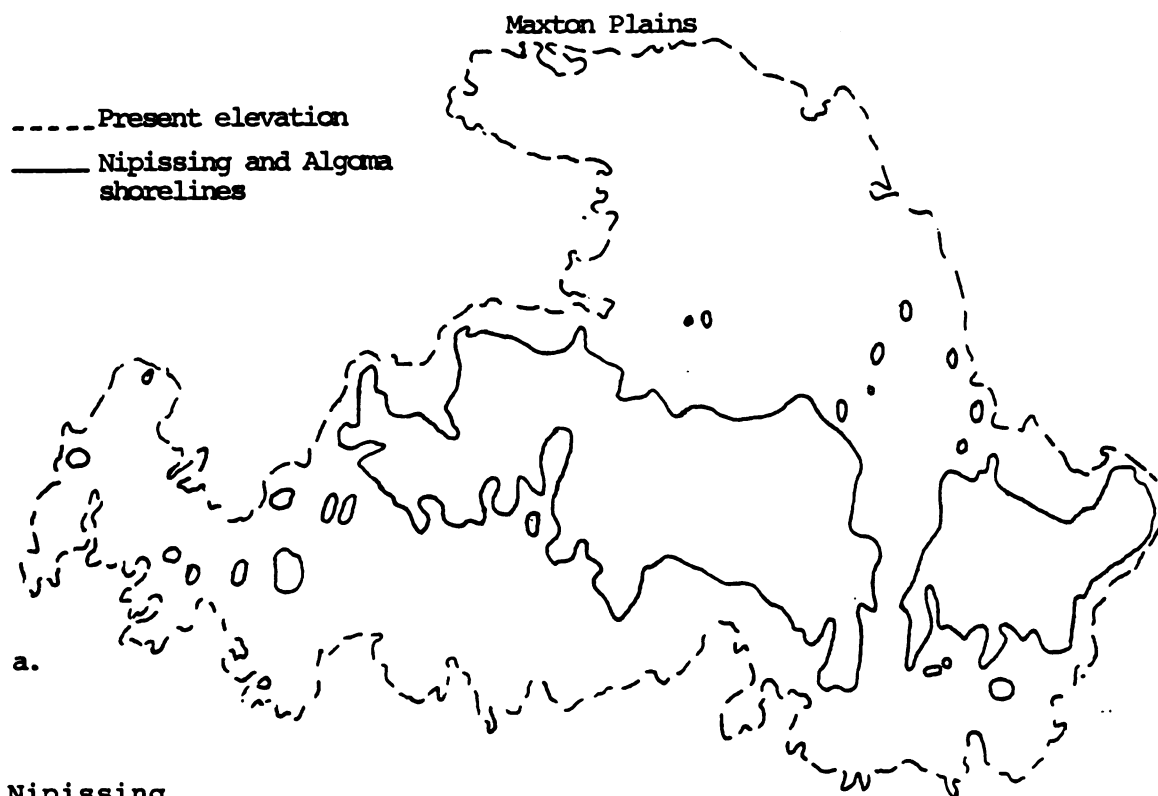 Maxton Plains
Present elevation
Nipissing and Algoma
shorelines
a.
Nipissing